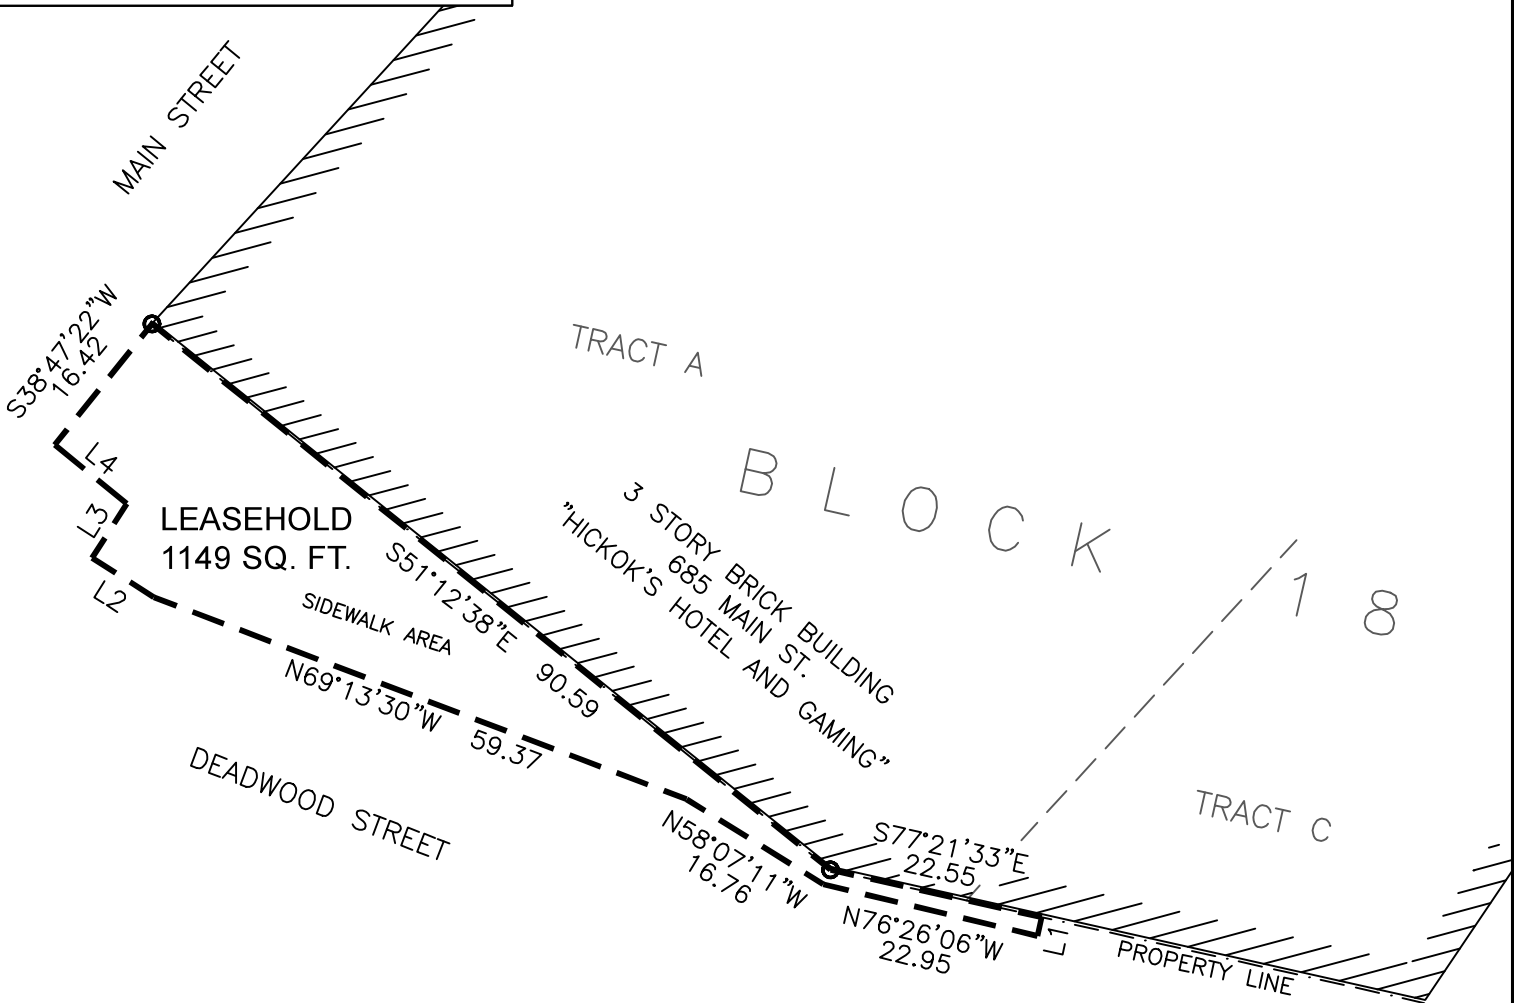 MAIN STREET
S38°47'22"W
16.42
TRACT A
BLOCK 18
L4
L3
LEASEHOLD
1149 SQ. FT.
L2
SIDEWALK AREA
S51°12'38"E 90.59
3 STORY BRICK BUILDING
685 MAIN ST.
"HICKOK'S HOTEL AND GAMING"
N69°13'30"W 59.37
DEADWOOD STREET
N58°07'11"W
16.76
S77°21'33"E
22.55
TRACT C
N76°26'06"W
22.95
L1
PROPERTY LINE